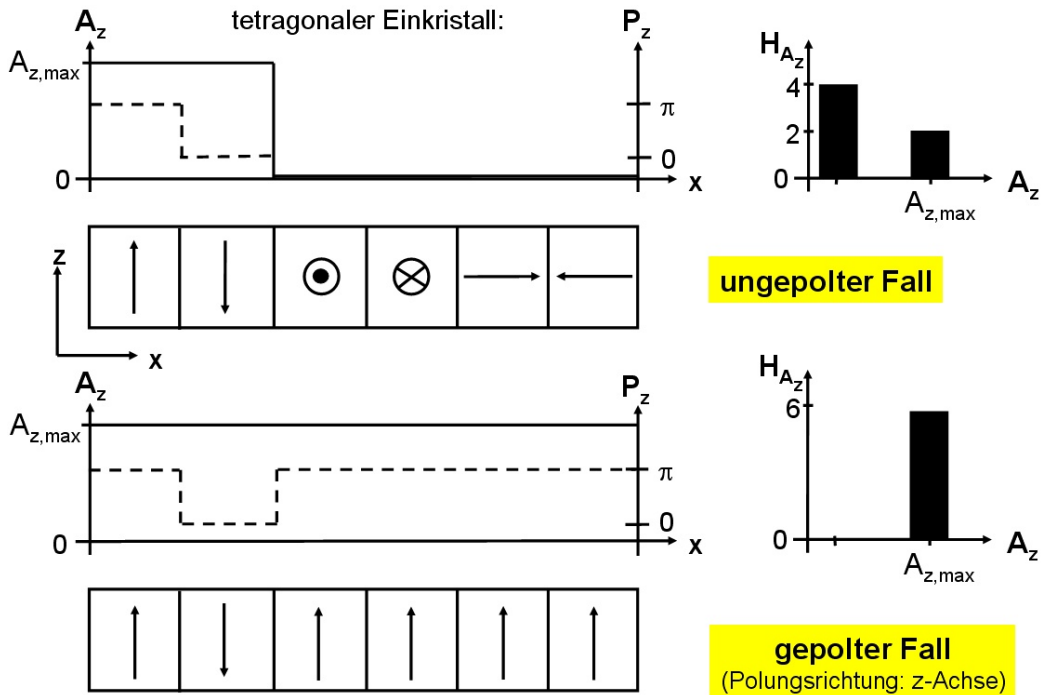 tetragonaler Einkristall:
A_z
P_z
A_z,max
π
0
0
x
H_A_z
4
2
0
A_z
A_z,max
z
x
ungepolter Fall
A_z
P_z
A_z,max
π
0
0
x
H_A_z
6
0
A_z
A_z,max
gepolter Fall
(Polungsrichtung: z-Achse)